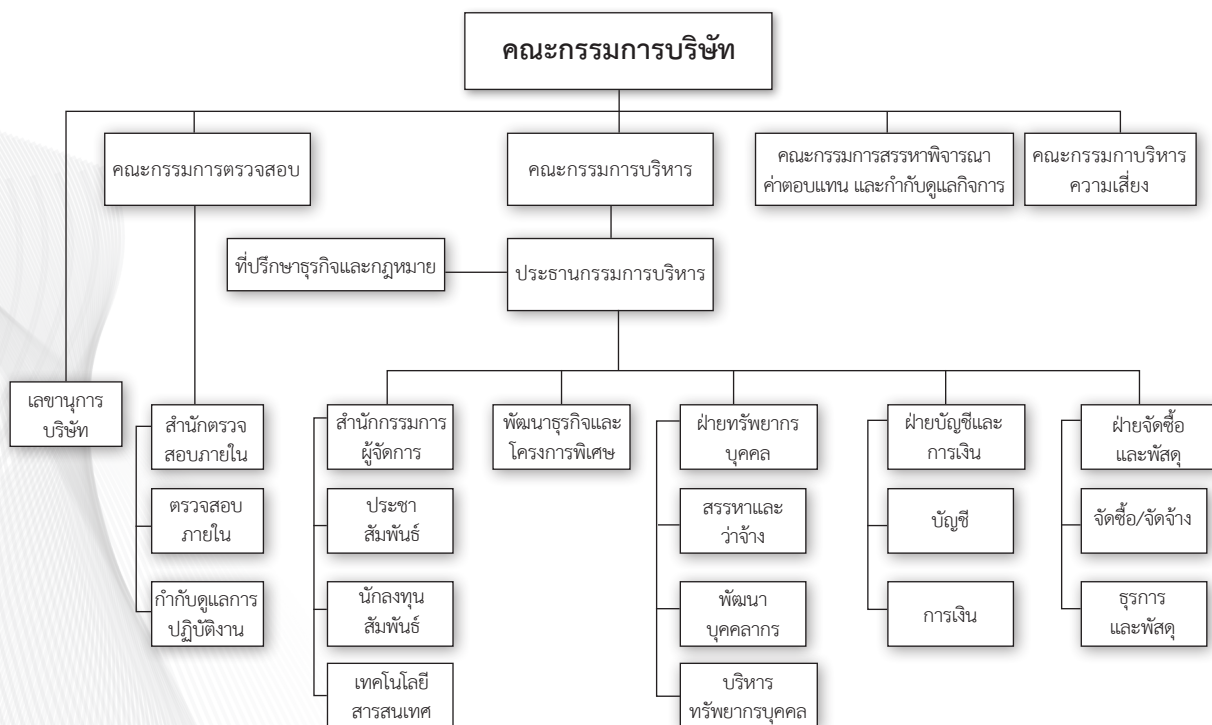 คณะกรรมการบริษัท
คณะกรรมการตรวจสอบ
คณะกรรมการบริหาร
คณะกรรมการสรรหาพิจารณา
ค่าตอบแทน และกำกับดูแลกิจการ
คณะกรรมกาบริหาร
ความเสี่ยง
ที่ปรึกษาธุรกิจและกฎหมาย
ประธานกรรมการบริหาร
เลขานุการ
บริษัท
สำนักตรวจ
สอบภายใน
ตรวจสอบ
ภายใน
กำกับดูแลการ
ปฏิบัติงาน
สำนักกรรมการ
ผู้จัดการ
ประชา
สัมพันธ์
นักลงทุน
สัมพันธ์
เทคโนโลยี
สารสนเทศ
พัฒนาธุรกิจและ
โครงการพิเศษ
ฝ่ายทรัพยากร
บุคคล
สรรหาและ
ว่าจ้าง
พัฒนา
บุคคลากร
บริหาร
ทรัพยากรบุคคล
ฝ่ายบัญชีและ
การเงิน
บัญชี
การเงิน
ฝ่ายจัดซื้อ
และพัสดุ
จัดซื้อ/จัดจ้าง
ธุรการ
และพัสดุ